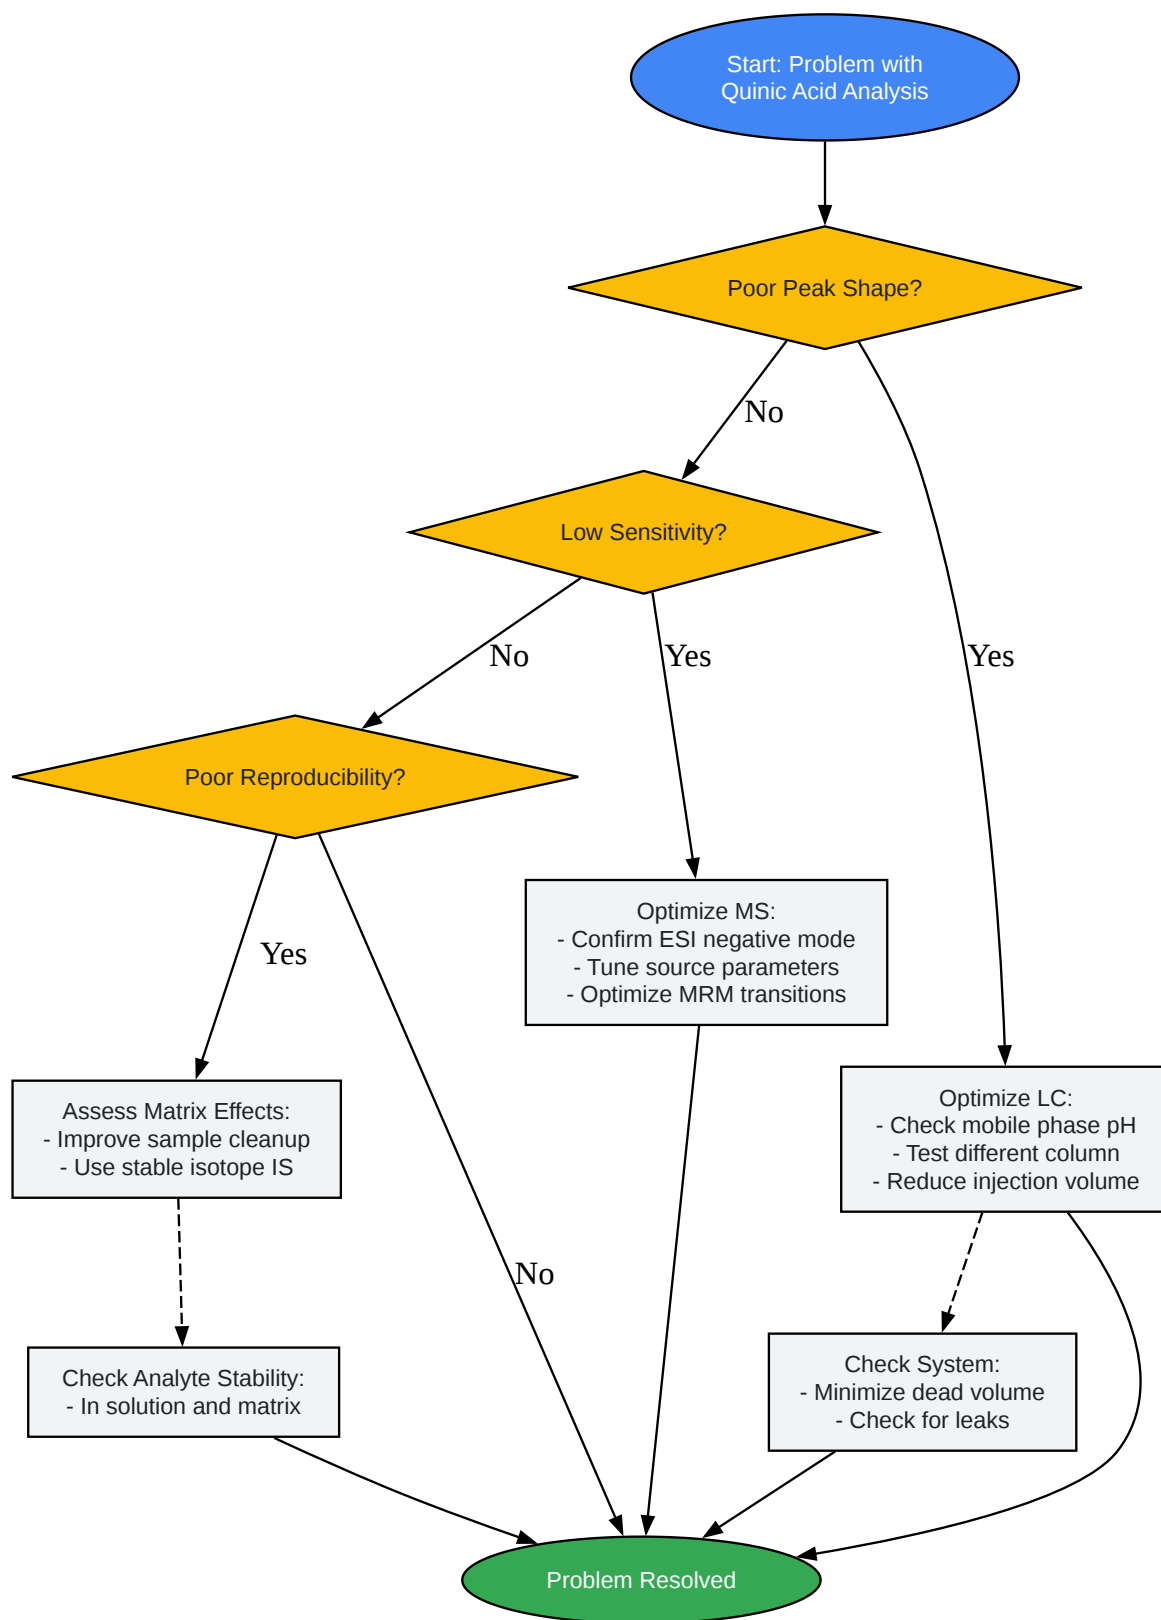 Start: Problem with
Quinic Acid Analysis
Poor Peak Shape?
No
Low Sensitivity?
No
Yes
Yes
Poor Reproducibility?
Optimize MS:
- Confirm ESI negative mode
- Tune source parameters
- Optimize MRM transitions
Yes
Assess Matrix Effects:
- Improve sample cleanup
- Use stable isotope IS
Optimize LC:
- Check mobile phase pH
- Test different column
- Reduce injection volume
No
Check Analyte Stability:
- In solution and matrix
Check System:
- Minimize dead volume
- Check for leaks
Problem Resolved